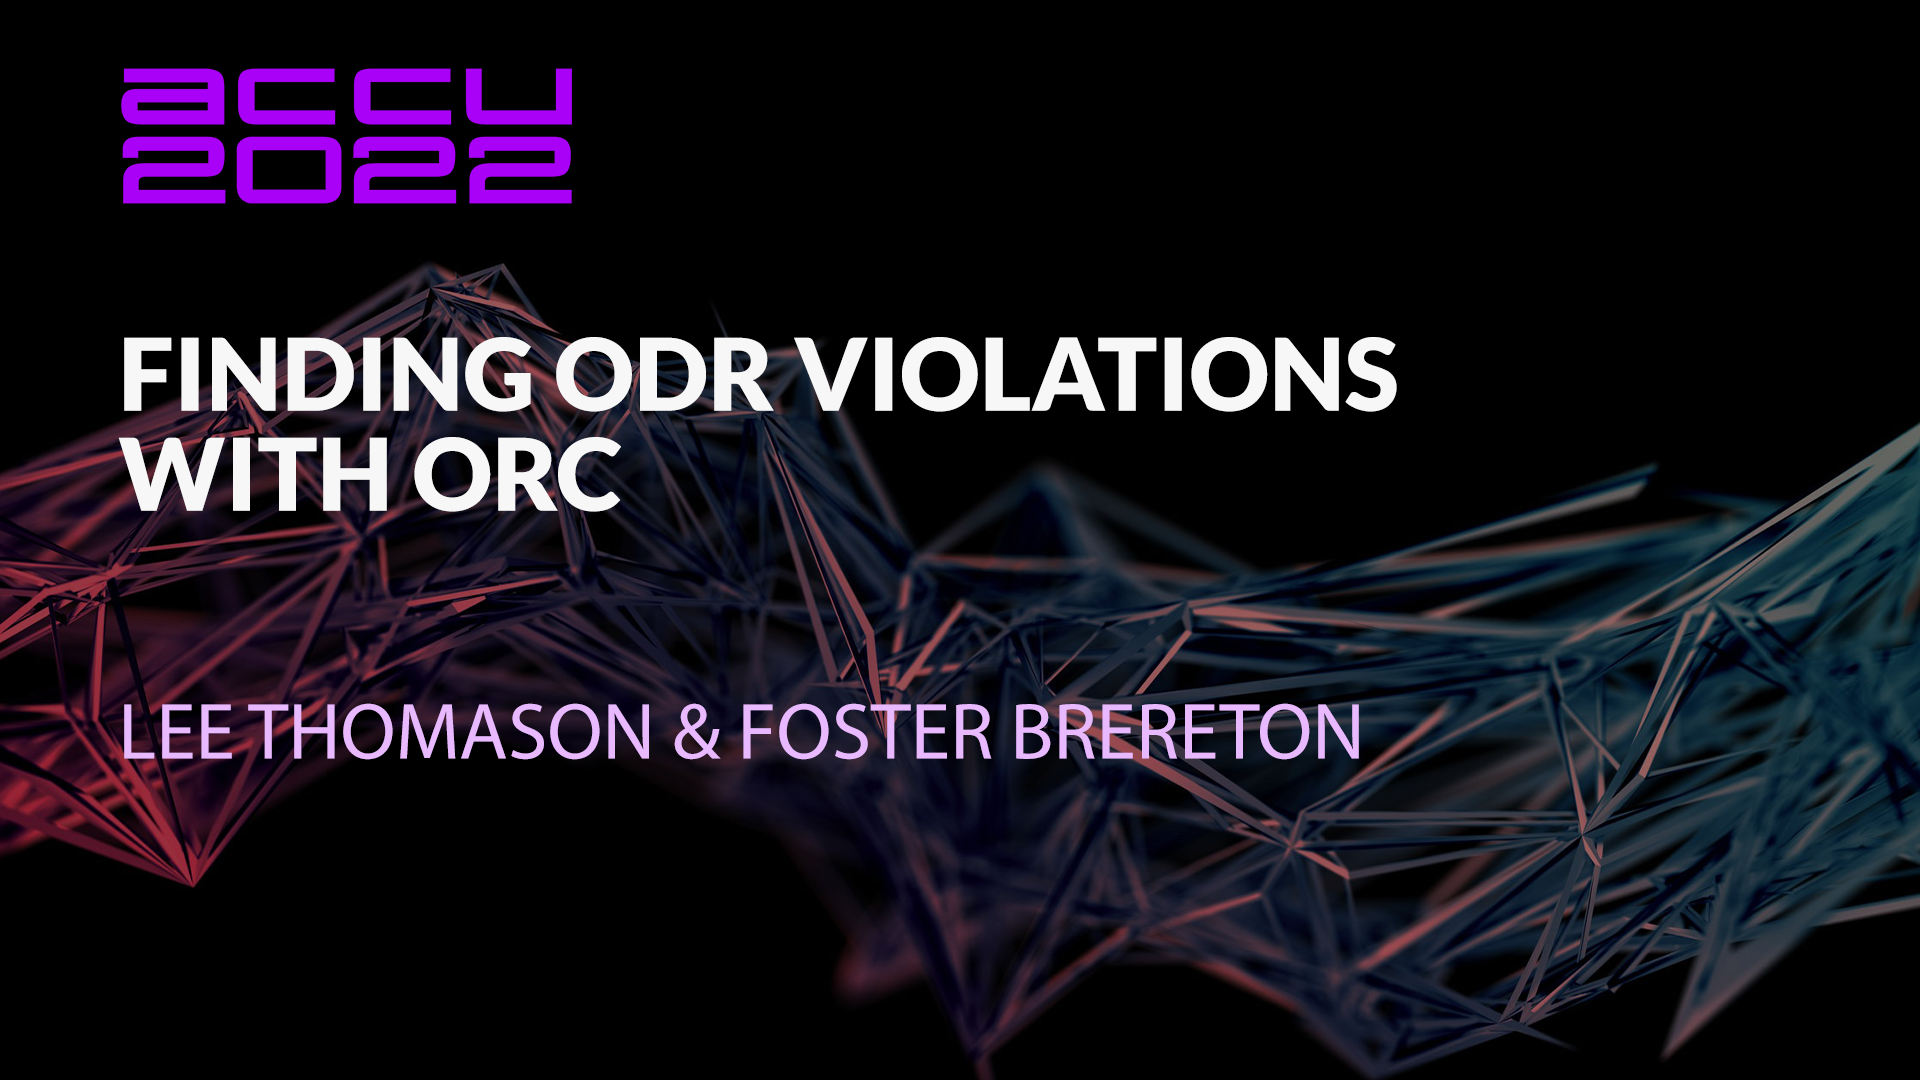 accu
2022
FINDING ODR VIOLATIONS
WITH ORC
LEE THOMASON & FOSTER BRERETON